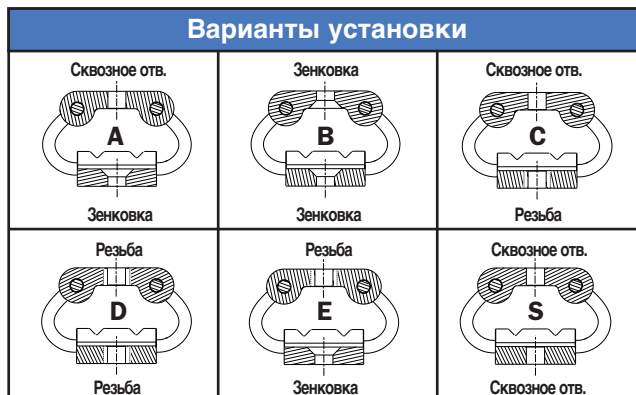 Варианты установки
Сквозное отв.
A
Зенковка
Зенковка
B
Зенковка
Сквозное отв.
C
Резьба
Резьба
D
Резьба
Резьба
E
Зенковка
Сквозное отв.
S
Сквозное отв.